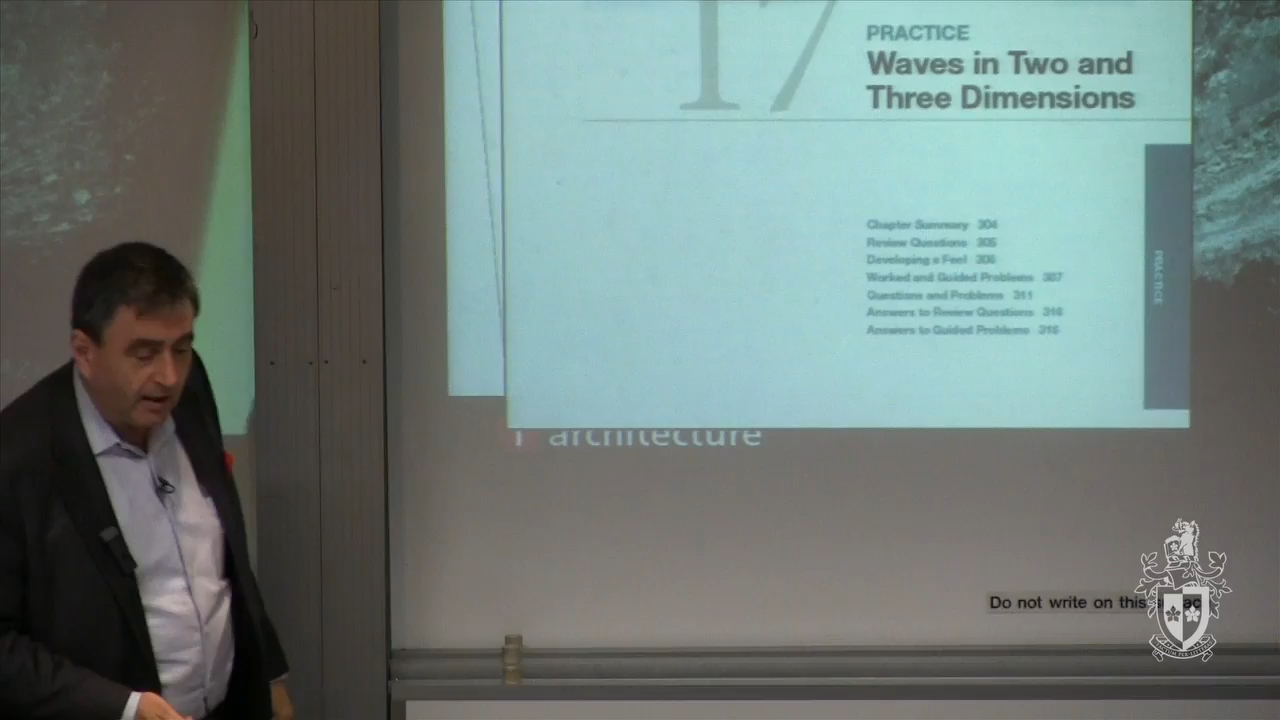 17
PRACTICE
Waves in Two and
Three Dimensions
Chapter Summary 304
Review Questions 305
Developing a Feel 306
Worked and Guided Problems 307
Questions and Problems 311
Answers to Review Questions 316
Answers to Guided Problems 316
PRACTICE
architecture
Do not write on this